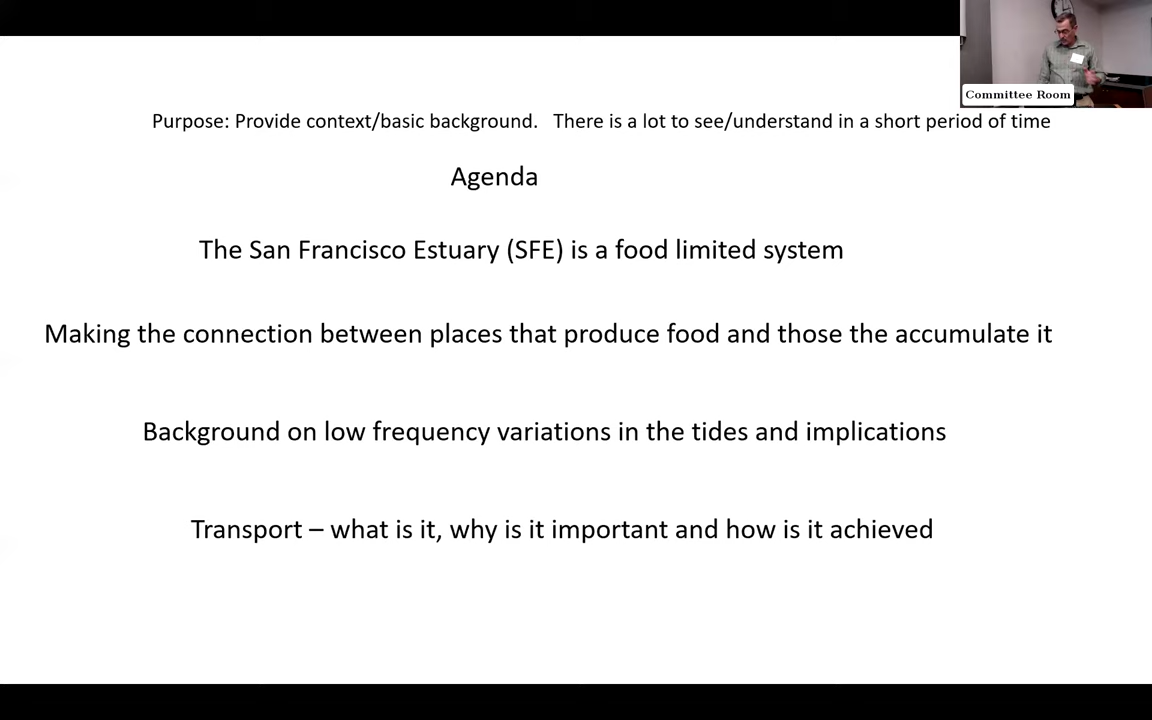 Committee Room
Purpose: Provide context/basic background.   There is a lot to see/understand in a short period of time
Agenda
The San Francisco Estuary (SFE) is a food limited system
Making the connection between places that produce food and those the accumulate it
Background on low frequency variations in the tides and implications
Transport – what is it, why is it important and how is it achieved